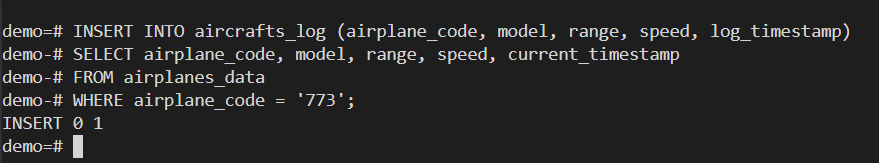 demo=# INSERT INTO aircrafts_log (airplane_code, model, range, speed, log_timestamp)
demo-# SELECT airplane_code, model, range, speed, current_timestamp
demo-# FROM airplanes_data
demo-# WHERE airplane_code = '773';
INSERT 0 1
demo=#